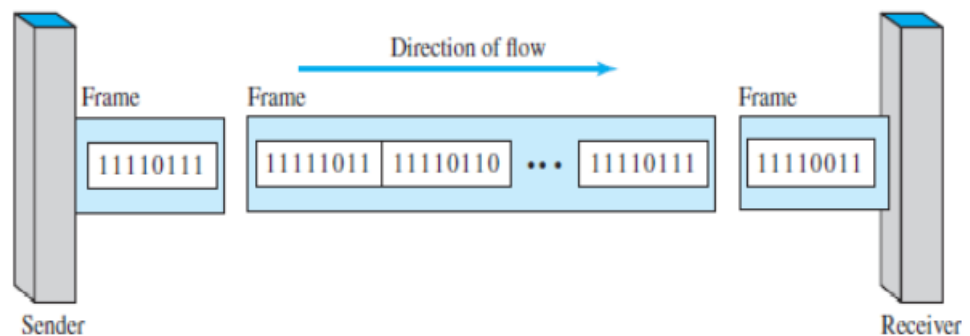 Direction of flow
Frame Frame Frame
11110111 11111011 11110110 ••• 11110111 11110011
Sender Receiver